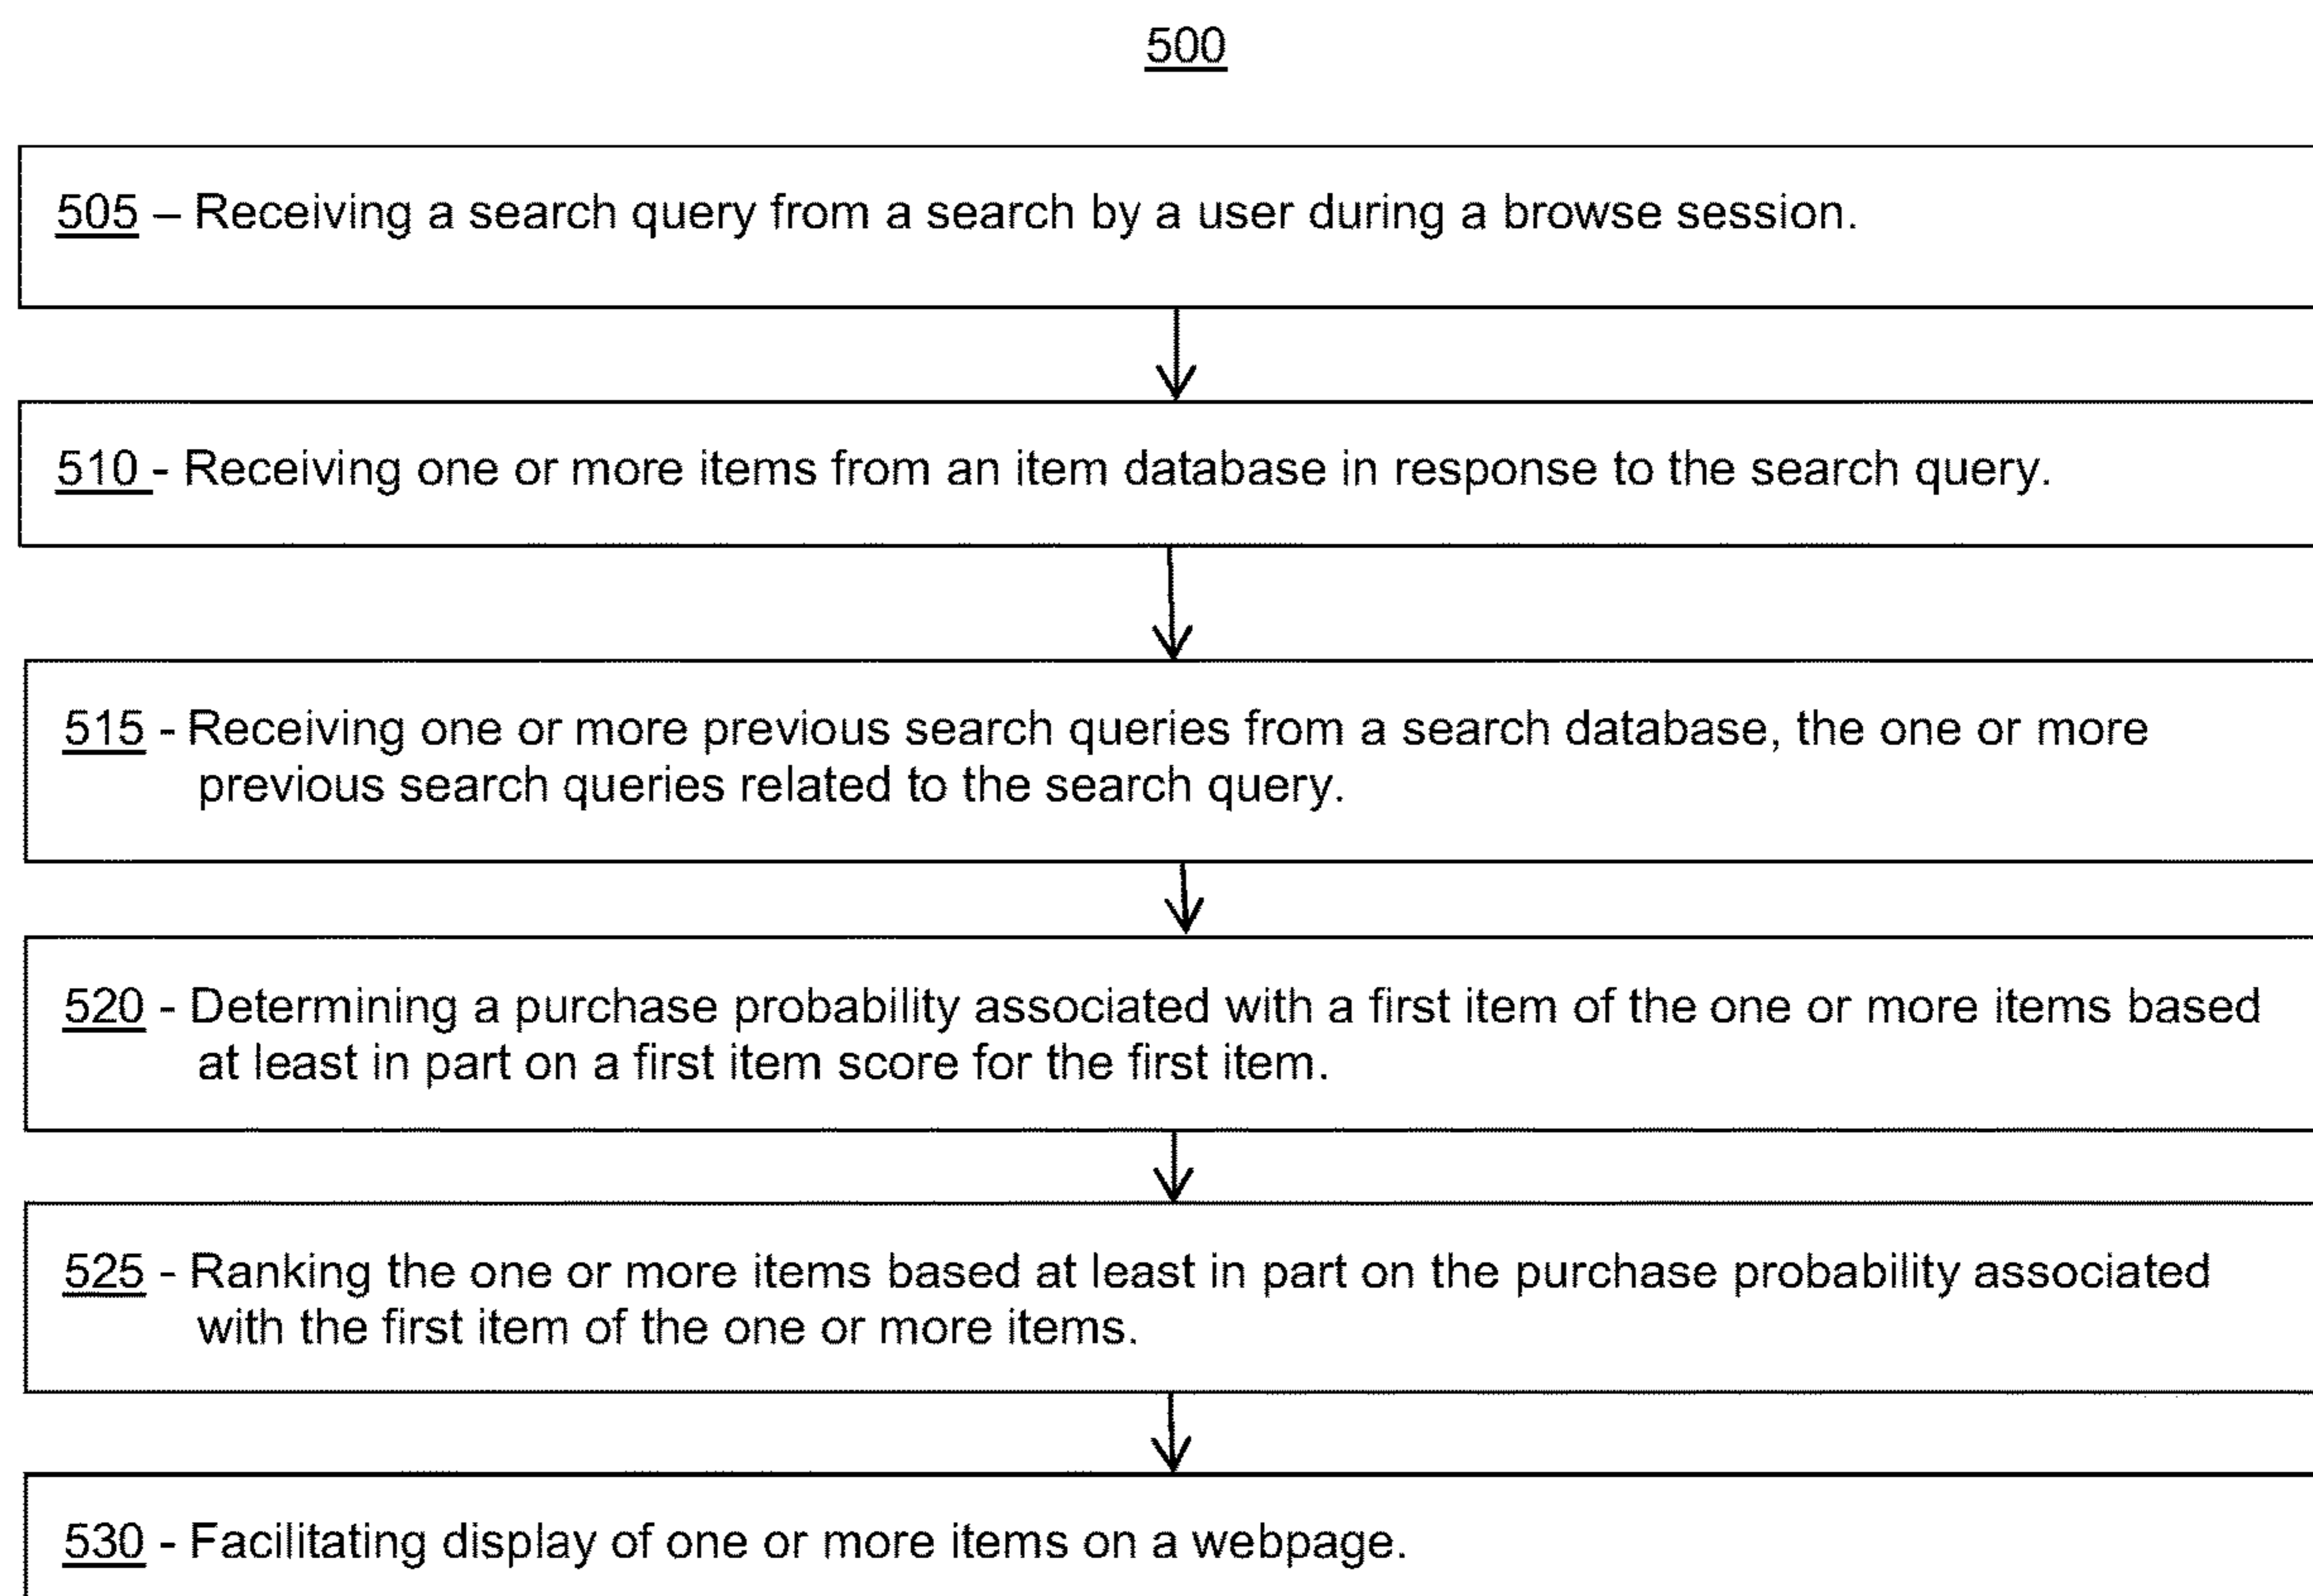 500
505 – Receiving a search query from a search by a user during a browse session.
510 - Receiving one or more items from an item database in response to the search query.
515 - Receiving one or more previous search queries from a search database, the one or more
previous search queries related to the search query.
520 - Determining a purchase probability associated with a first item of the one or more items based
at least in part on a first item score for the first item.
525 - Ranking the one or more items based at least in part on the purchase probability associated
with the first item of the one or more items.
530 - Facilitating display of one or more items on a webpage.